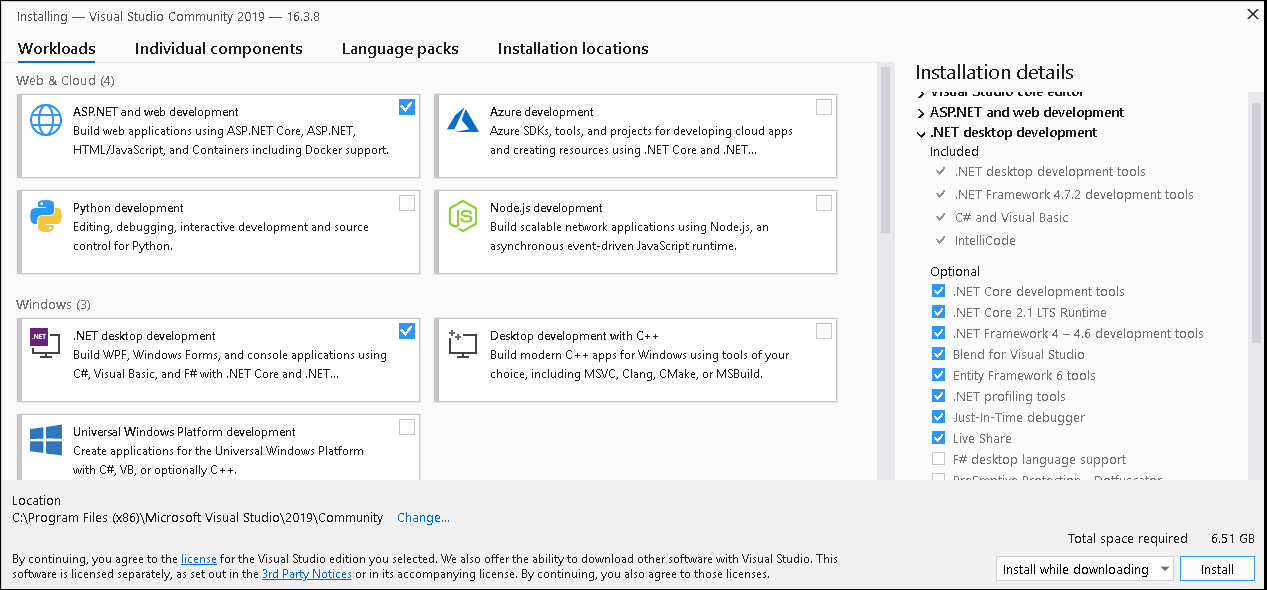 Installing — Visual Studio Community 2019 — 16.3.8
Workloads
Individual components
Language packs
Installation locations
Web & Cloud (4)
ASP.NET and web development
Build web applications using ASP.NET Core, ASP.NET,
HTML/JavaScript, and Containers including Docker support.
Azure development
Azure SDKs, tools, and projects for developing cloud apps
and creating resources using .NET Core and .NET...
Python development
Editing, debugging, interactive development and source
control for Python.
JS
Node.js development
Build scalable network applications using Node.js, an
asynchronous event-driven JavaScript runtime.
Windows (3)
.NET
.NET desktop development
Build WPF, Windows Forms, and console applications using
C#, Visual Basic, and F# with .NET Core and .NET...
Desktop development with C++
Build modern C++ apps for Windows using tools of your
choice, including MSVC, Clang, CMake, or MSBuild.
Universal Windows Platform development
Create applications for the Universal Windows Platform
with C#, VB, or optionally C++.
Installation details
Visual Studio core editor
ASP.NET and web development
.NET desktop development
Included
.NET desktop development tools
.NET Framework 4.7.2 development tools
C# and Visual Basic
IntelliCode
Optional
.NET Core development tools
.NET Core 2.1 LTS Runtime
.NET Framework 4 – 4.6 development tools
Blend for Visual Studio
Entity Framework 6 tools
.NET profiling tools
Just-In-Time debugger
Live Share
F# desktop language support
PreEmptive Protection - Dotfuscator
Location
C:\Program Files (x86)\Microsoft Visual Studio\2019\Community
Change...
By continuing, you agree to the license for the Visual Studio edition you selected. We also offer the ability to download other software with Visual Studio. This
software is licensed separately, as set out in the 3rd Party Notices or in its accompanying license. By continuing, you also agree to those licenses.
Total space required 6.51 GB
Install while downloading
Install